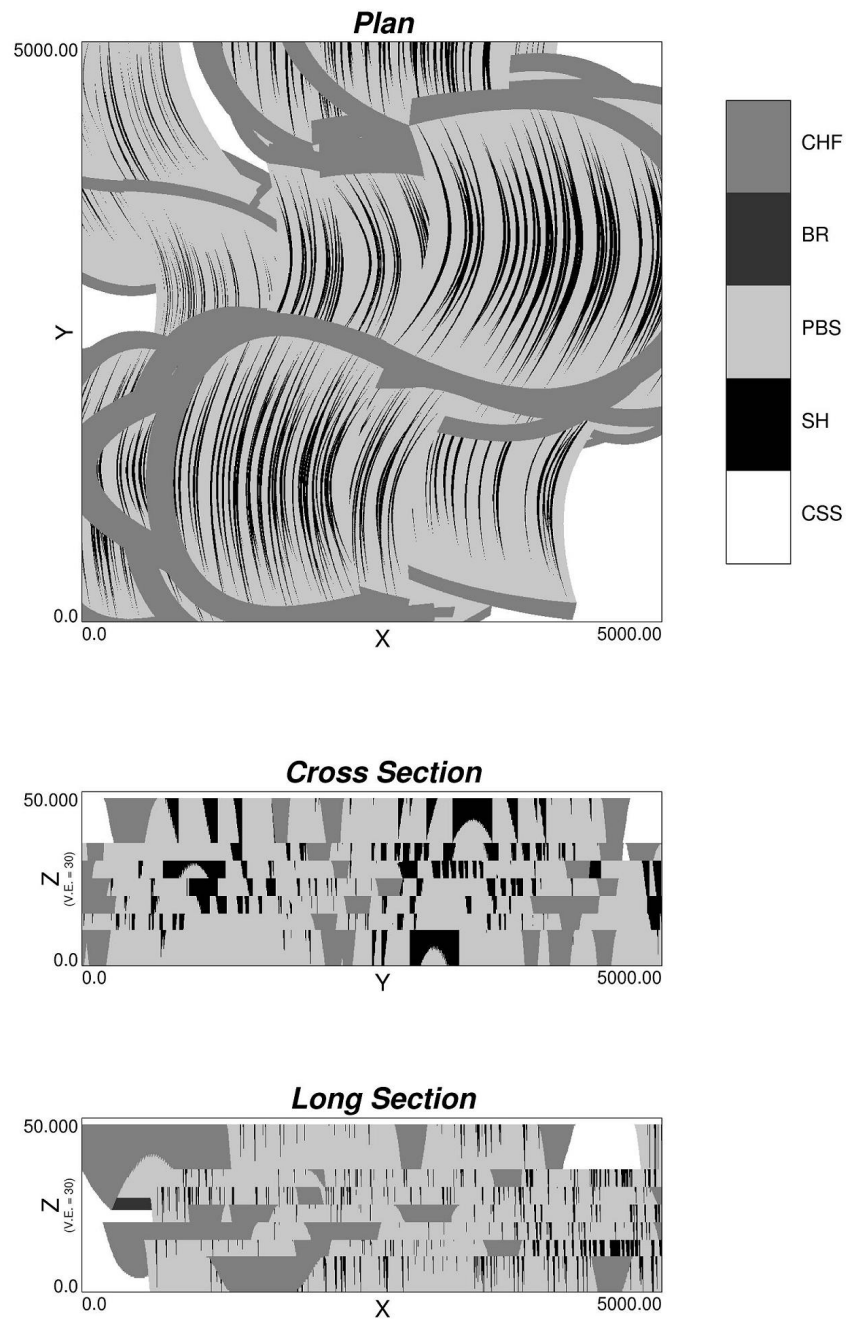 Plan
5000.00
Y
0.0
0.0
X
5000.00
CHF
BR
PBS
SH
CSS
Cross Section
50.000
Z
(V.E. = 30)
0.0
0.0
Y
5000.00
Long Section
50.000
Z
(V.E. = 30)
0.0
0.0
X
5000.00